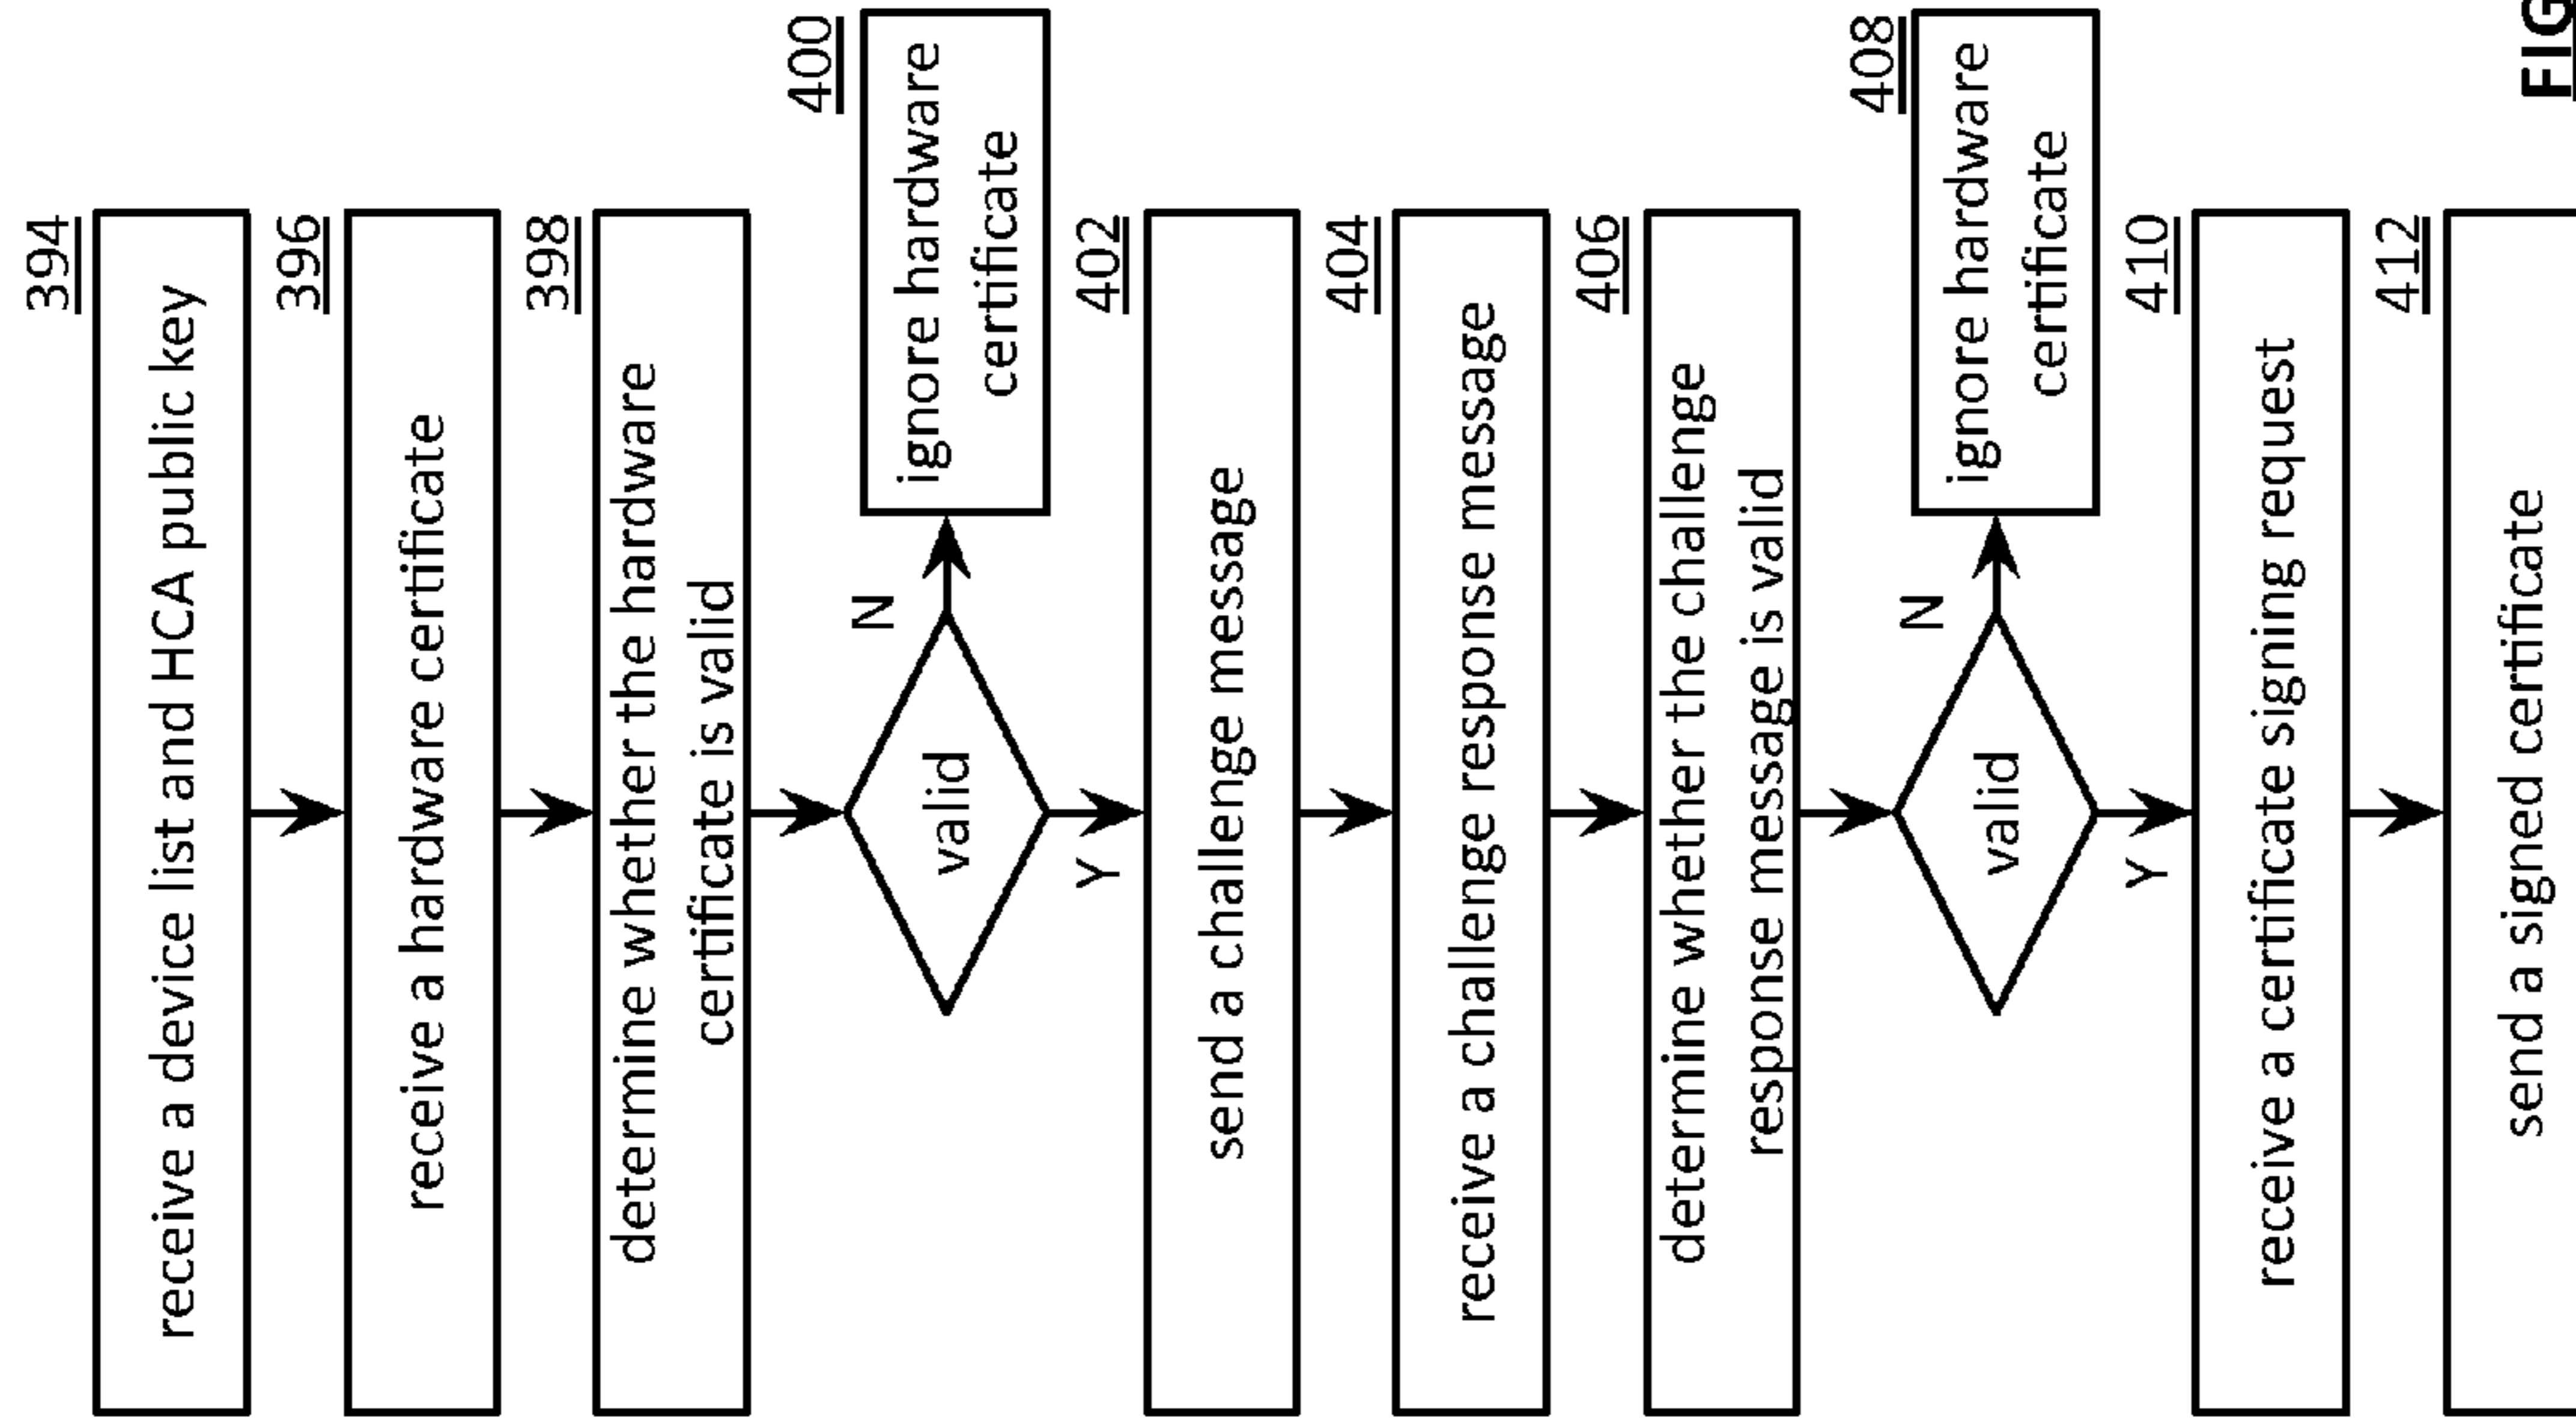 394
receive a device list and HCA public key
396
receive a hardware certificate
398
determine whether the hardware
certificate is valid
valid
N
400
ignore hardware
certificate
Y
402
send a challenge message
404
receive a challenge response message
406
determine whether the challenge
response message is valid
valid
N
408
ignore hardware
certificate
Y
410
receive a certificate signing request
412
send a signed certificate